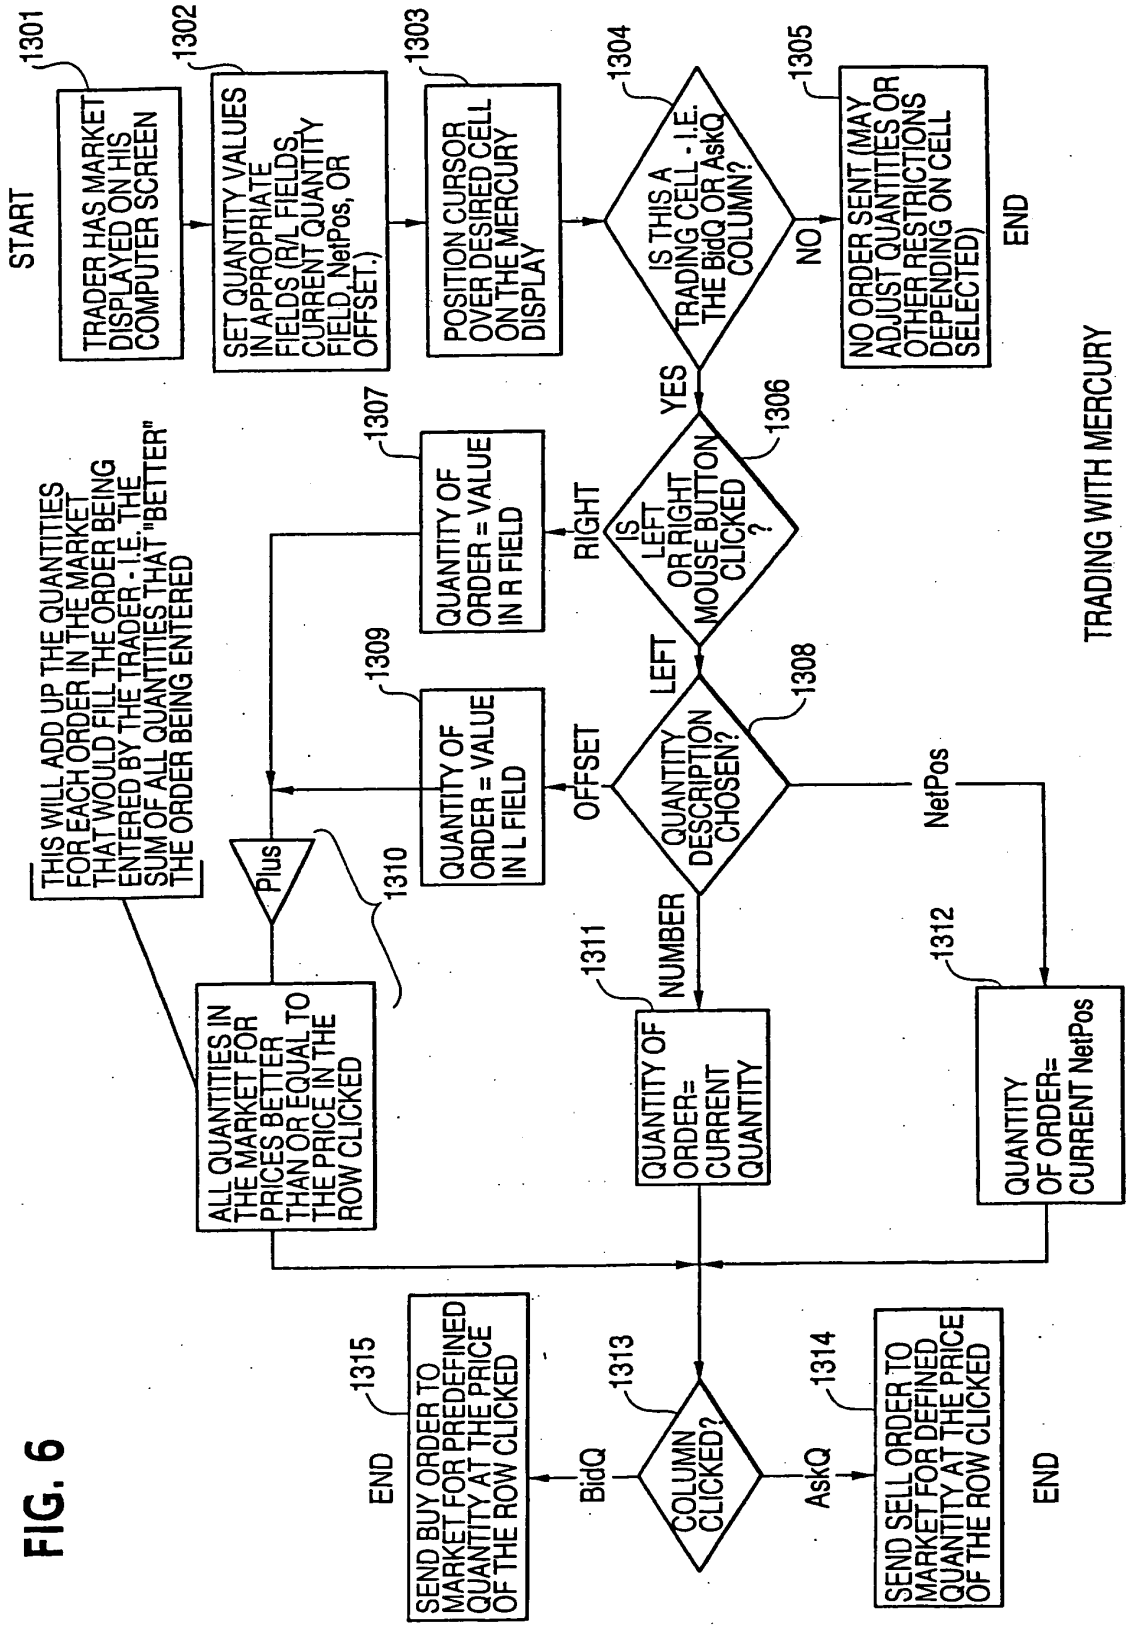 FIG. 6
START
1301
TRADER HAS MARKET
DISPLAYED ON HIS
COMPUTER SCREEN
1302
SET QUANTITY VALUES
IN APPROPRIATE
FIELDS (R/L FIELDS,
CURRENT QUANTITY
FIELD, NetPos, OR
OFFSET.)
1303
POSITION CURSOR
OVER DESIRED CELL
ON THE MERCURY
DISPLAY
1304
IS THIS A
TRADING CELL - I.E.
THE BidQ OR AskQ
COLUMN?
NO
1305
NO ORDER SENT (MAY
ADJUST QUANTITIES OR
OTHER RESTRICTIONS
DEPENDING ON CELL
SELECTED)
END
YES
1306
IS
LEFT
OR RIGHT
MOUSE BUTTON
CLICKED
?
RIGHT
1307
QUANTITY OF
ORDER = VALUE
IN R FIELD
LEFT
1308
QUANTITY
DESCRIPTION
CHOSEN?
OFFSET
1309
QUANTITY OF
ORDER = VALUE
IN L FIELD
THIS WILL ADD UP THE QUANTITIES
FOR EACH ORDER IN THE MARKET
THAT WOULD FILL THE ORDER BEING
ENTERED BY THE TRADER - I.E. THE
SUM OF ALL QUANTITIES THAT "BETTER"
THE ORDER BEING ENTERED
Plus
1310
ALL QUANTITIES IN
THE MARKET FOR
PRICES BETTER
THAN OR EQUAL TO
THE PRICE IN THE
ROW CLICKED
NUMBER
1311
QUANTITY OF
ORDER=
CURRENT
QUANTITY
NetPos
1312
QUANTITY
OF ORDER=
CURRENT NetPos
1313
COLUMN
CLICKED?
BidQ
1315
SEND BUY ORDER TO
MARKET FOR PREDEFINED
QUANTITY AT THE PRICE
OF THE ROW CLICKED
END
AskQ
1314
SEND SELL ORDER TO
MARKET FOR DEFINED
QUANTITY AT THE PRICE
OF THE ROW CLICKED
END
TRADING WITH MERCURY